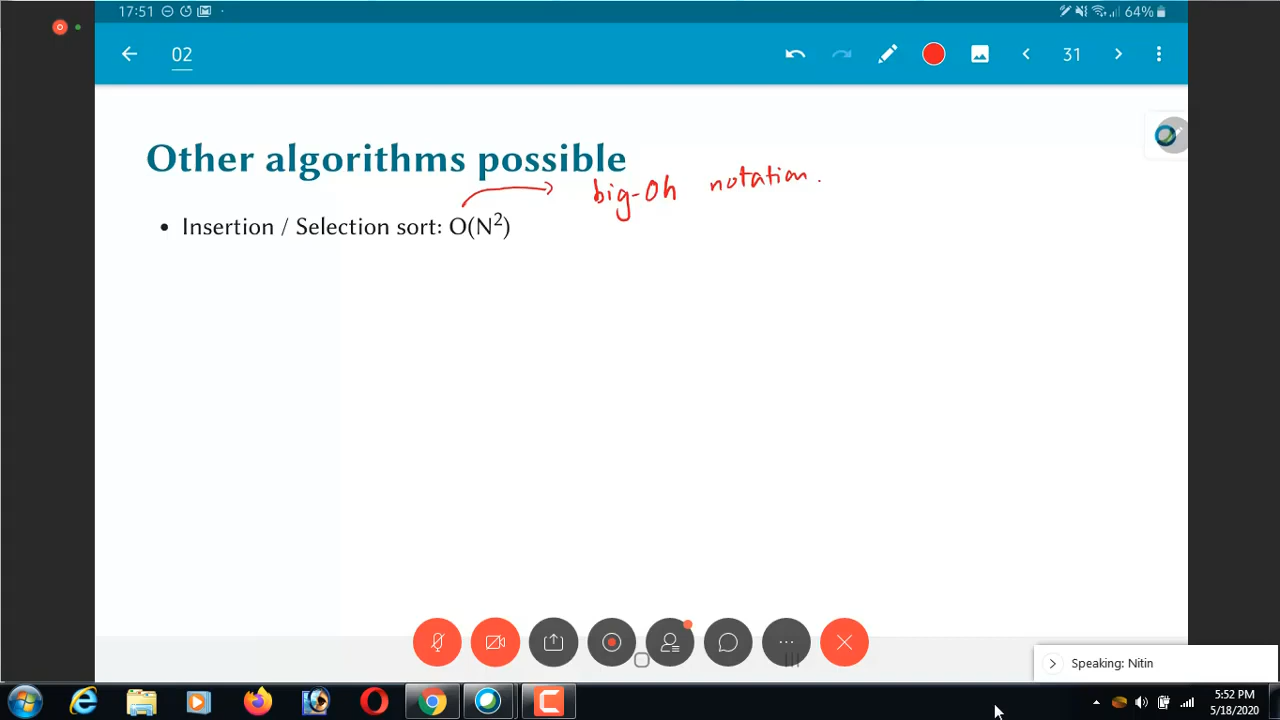 17:51
64%
02
31
Other algorithms possible
big-Oh notation.
• Insertion / Selection sort: O(N²)
Speaking: Nitin
5:52 PM
5/18/2020